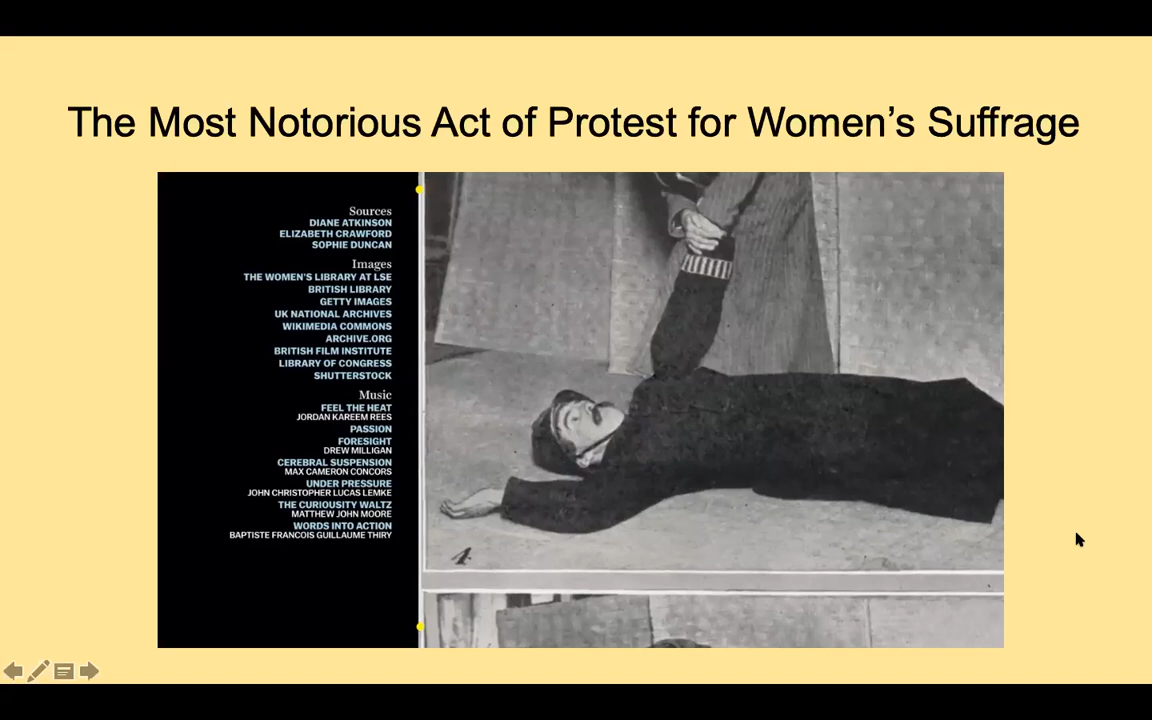 The Most Notorious Act of Protest for Women's Suffrage
Sources
DIANE ATKINSON
ELIZABETH CRAWFORD
SOPHIE DUNCAN
Images
THE WOMEN'S LIBRARY AT LSE
BRITISH LIBRARY
GETTY IMAGES
UK NATIONAL ARCHIVES
WIKIMEDIA COMMONS
ARCHIVE.ORG
BRITISH FILM INSTITUTE
LIBRARY OF CONGRESS
SHUTTERSTOCK
Music
FEEL THE HEAT
JORDAN KAREEM REES
PASSION
FORESIGHT
DREW MILLIGAN
CEREBRAL SUSPENSION
MAX CAMERON CONCORS
UNDER PRESSURE
JOHN CHRISTOPHER LUCAS LEMKE
THE CURIOUSITY WALTZ
MATTHEW JOHN MOORE
WORDS INTO ACTION
BAPTISTE FRANCOIS GUILLAUME THIRY
4.